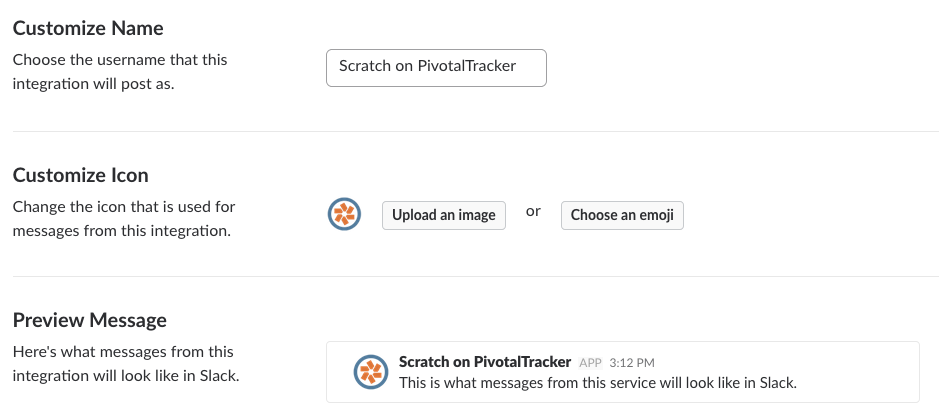 Customize Name
Choose the username that this
integration will post as.
Scratch on PivotalTracker
Customize Icon
Change the icon that is used for
messages from this integration.
Upload an image or Choose an emoji
Preview Message
Here's what messages from this
integration will look like in Slack.
Scratch on PivotalTracker APP 3:12 PM
This is what messages from this service will look like in Slack.